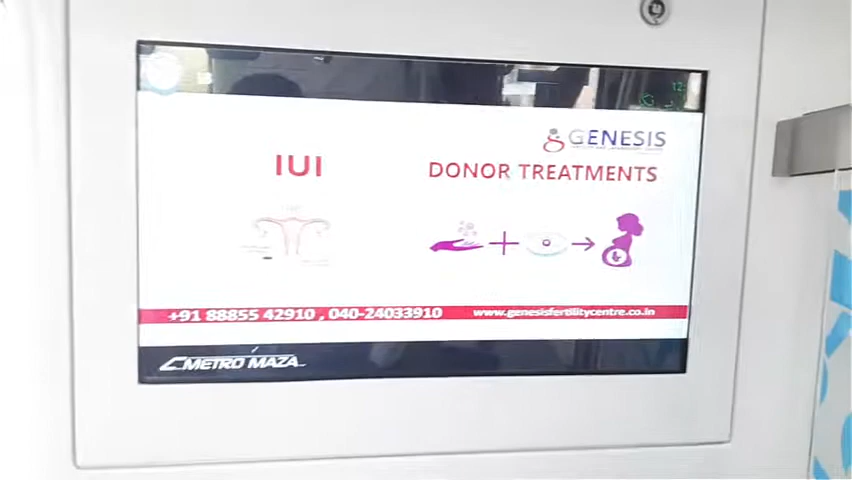 GENESIS
IUI
DONOR TREATMENTS
+91 88855 42910 , 040-24033910
www.genesisfertilitycentre.co.in
METRO MAZA